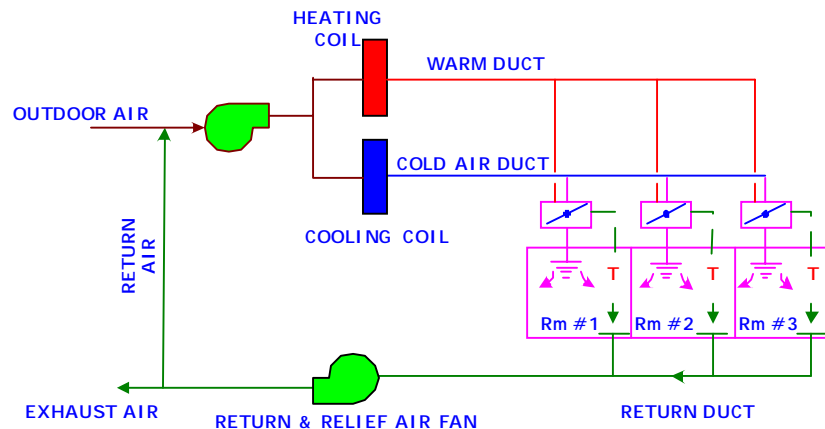 HEATING
COIL
WARM DUCT
OUTDOOR AIR
COLD AIR DUCT
COOLING COIL
RETURN
AIR
T
T
T
Rm #1
Rm #2
Rm #3
EXHAUST AIR
RETURN & RELIEF AIR FAN
RETURN DUCT